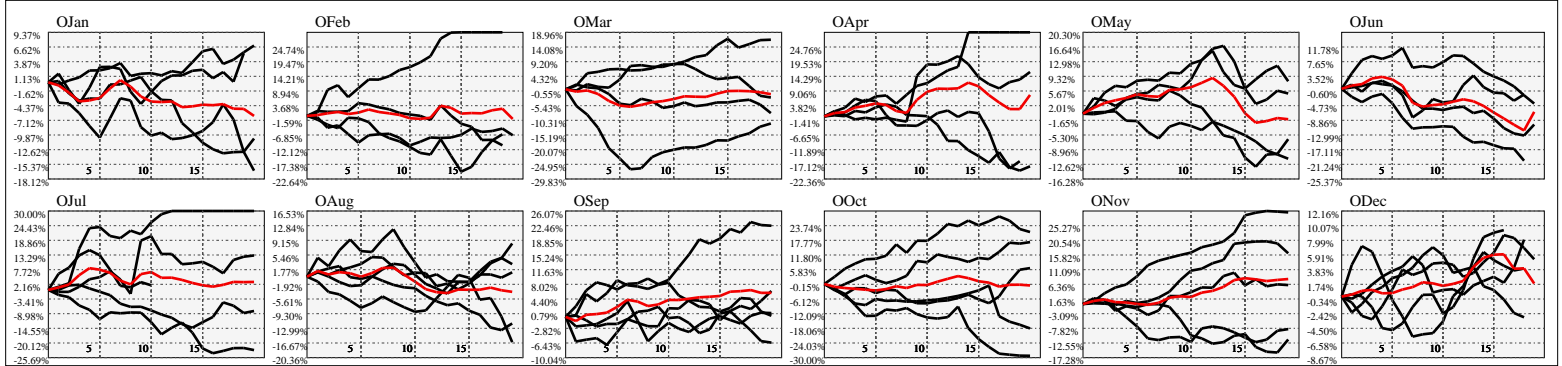 OJan OFeb OMar OApr OMay OJun
9.37% 18.96% 20.30%
6.62% 24.74% 14.08% 24.76% 16.64% 11.78%
3.87% 19.47% 9.20% 19.53% 12.98% 7.65%
1.13% 14.21% 4.32% 14.29% 9.32% 3.52%
-1.62% 8.94% -0.55% 9.06% 5.67% -0.60%
-4.37% 3.68% -5.43% 3.82% 2.01% -4.73%
-7.12% -1.59% -10.31% -1.41% -1.65% -8.86%
-9.87% -6.85% -15.19% -6.65% -5.30% -12.99%
-12.62% -12.12% -20.07% -11.89% -8.96% -17.11%
-15.37% -17.38% -24.95% -17.12% -12.62% -21.24%
-18.12% -22.64% -29.83% -22.36% -16.28% -25.37%
5 10 15 5 10 15 5 10 15 5 10 15 5 10 15 5 10 15
OJul OAug OSep OOct ONov ODec
30.00% 16.53% 26.07% 12.16%
24.43% 12.84% 22.46% 23.74% 25.27% 10.07%
18.86% 9.15% 18.85% 17.77% 20.54% 7.99%
13.29% 5.46% 15.24% 11.80% 15.82% 5.91%
7.72% 1.77% 11.63% 5.83% 11.09% 3.83%
2.16% -1.92% 8.02% -0.15% 6.36% 1.74%
-3.41% -5.61% 4.40% -6.12% 1.63% -0.34%
-8.98% -9.30% 0.79% -12.09% -3.09% -2.42%
-14.55% -12.99% -2.82% -18.06% -7.82% -4.50%
-20.12% -16.67% -6.43% -24.03% -12.55% -6.58%
-25.69% -20.36% -10.04% -30.00% -17.28% -8.67%
5 10 15 5 10 15 5 10 15 5 10 15 5 10 15 5 10 15